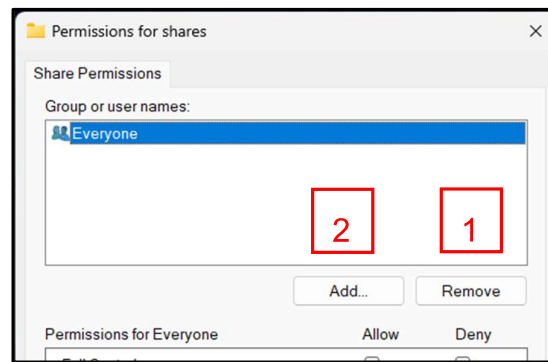 Permissions for shares
Share Permissions
Group or user names:
Everyone
2 1
Add... Remove
Permissions for Everyone Allow Deny